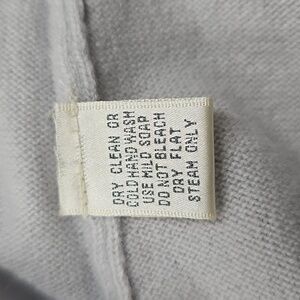 DRY CLEAN OR
COLD HAND WASH
USE MILD SOAP
DO NOT BLEACH
DRY FLAT
STEAM ONLY